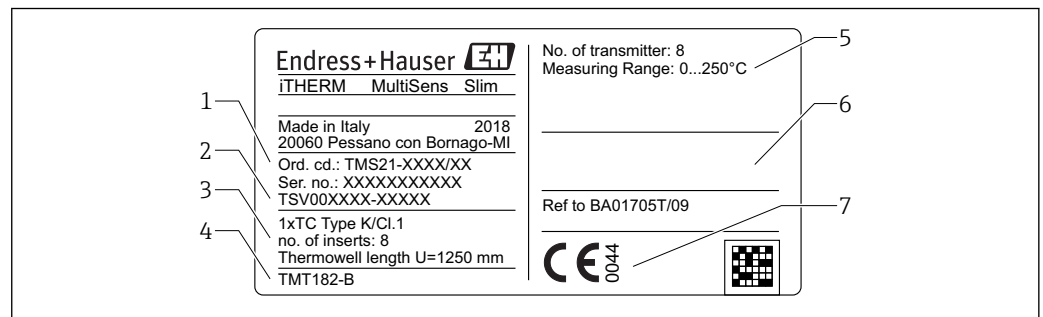 Endress+Hauser EH
iTHERM MultiSens Slim
Made in Italy 2018
20060 Pessano con Bornago-MI
Ord. cd.: TMS21-XXXX/XX
Ser. no.: XXXXXXXXXXX
TSV00XXXX-XXXXX
1xTC Type K/Cl.1
no. of inserts: 8
Thermowell length U=1250 mm
TMT182-B
No. of transmitter: 8
Measuring Range: 0...250°C
Ref to BA01705T/09
CE 0044
1
2
3
4
5
6
7